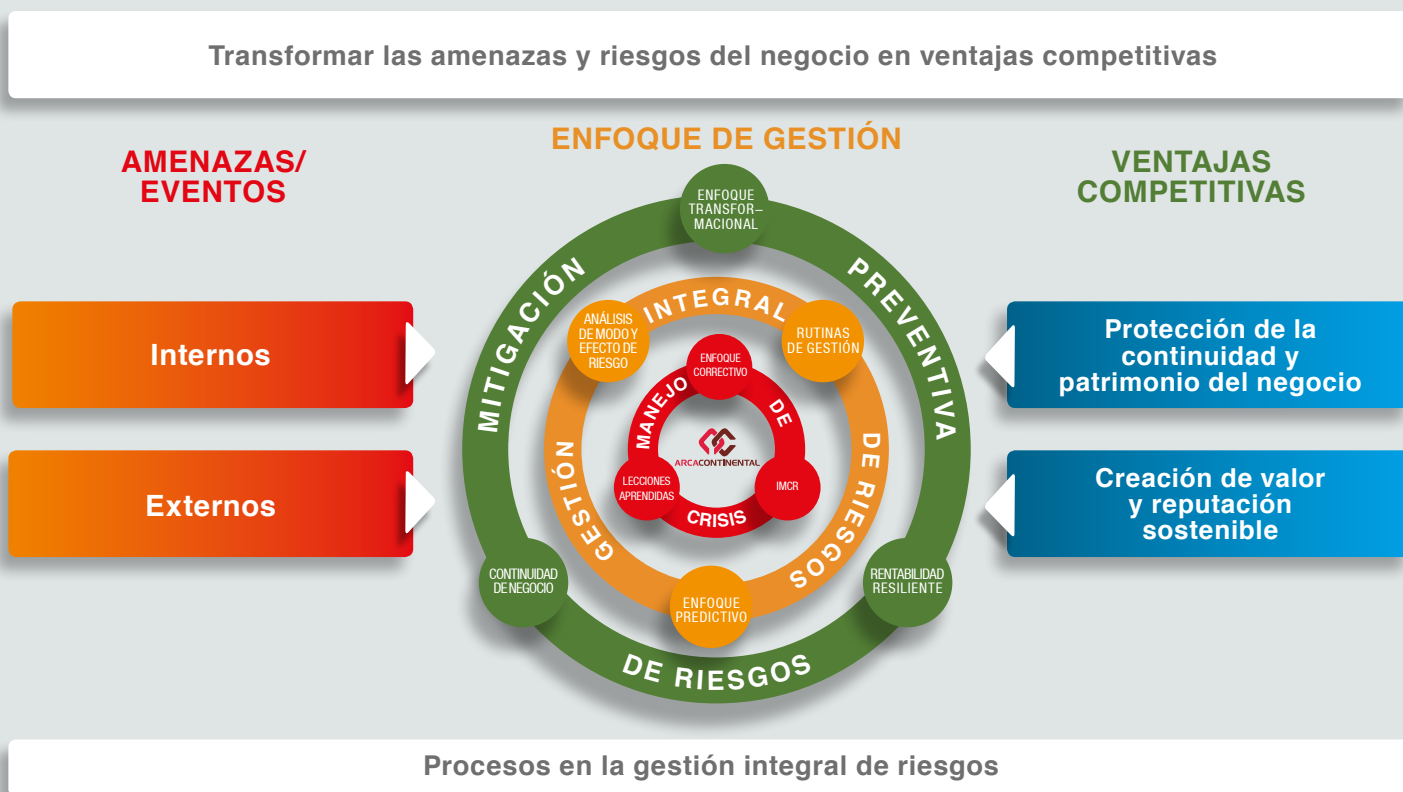 Transformar las amenazas y riesgos del negocio en ventajas competitivas
AMENAZAS/
EVENTOS
ENFOQUE DE GESTIÓN
VENTAJAS
COMPETITIVAS
Internos
Externos
MITIGACIÓN
PREVENTIVA
DE RIESGOS
ENFOQUE
TRANSFOR–
MACIONAL
CONTINUIDAD
DE NEGOCIO
RENTABILIDAD
RESILIENTE
GESTIÓN
INTEGRAL
DE RIESGOS
ANÁLISIS
DE MODO Y
EFECTO DE
RIESGO
RUTINAS
DE GESTIÓN
ENFOQUE
PREDICTIVO
MANEJO
DE
CRISIS
ENFOQUE
CORRECTIVO
LECCIONES
APRENDIDAS
IMCR
ARCACONTINENTAL
Protección de la
continuidad y
patrimonio del negocio
Creación de valor
y reputación
sostenible
Procesos en la gestión integral de riesgos